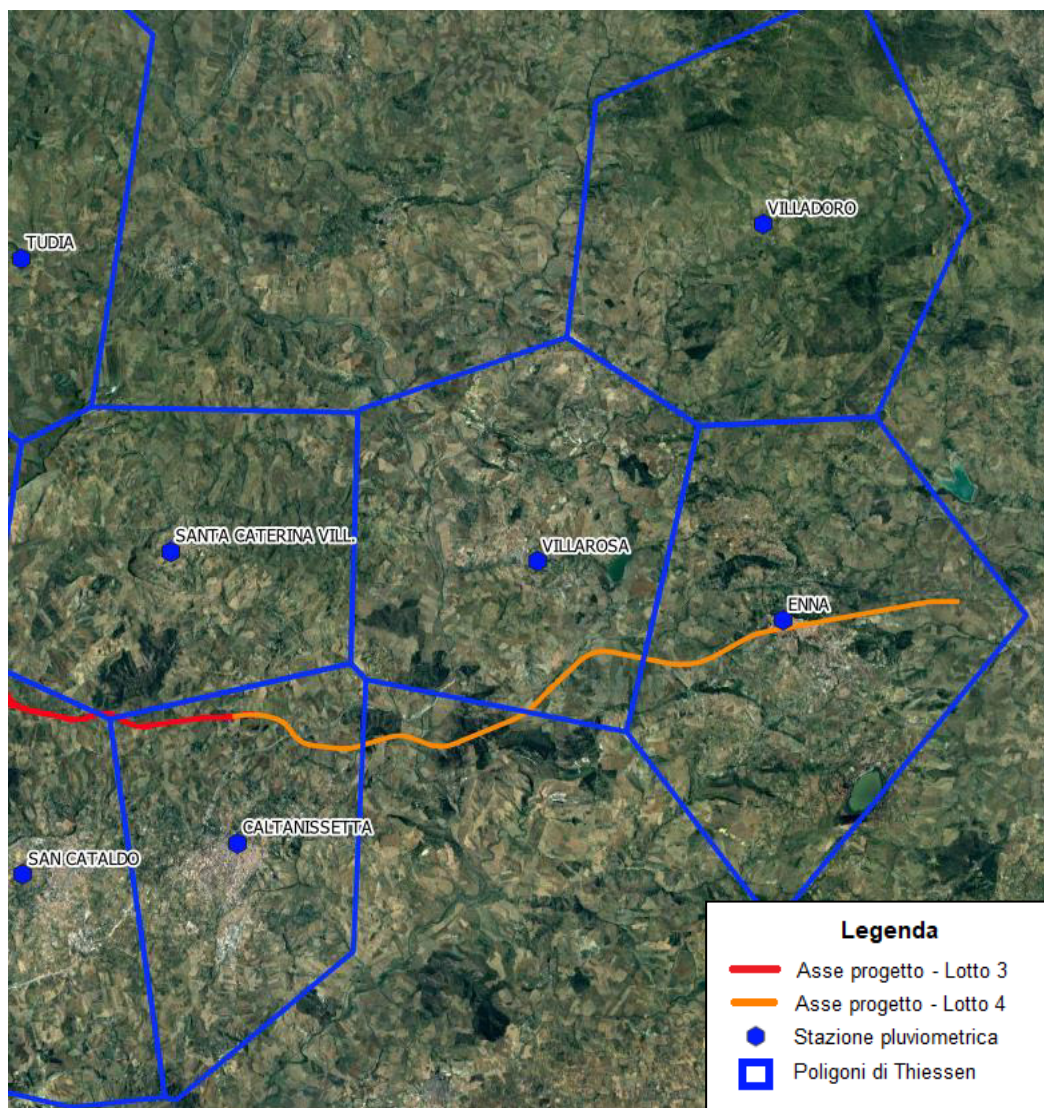 VILLADORO
TUDIA
SANTA CATERINA VILL.
VILLAROSA
ENNA
CALTANISSETTA
SAN CATALDO
Legenda
Asse progetto - Lotto 3
Asse progetto - Lotto 4
Stazione pluviometrica
Poligoni di Thiessen